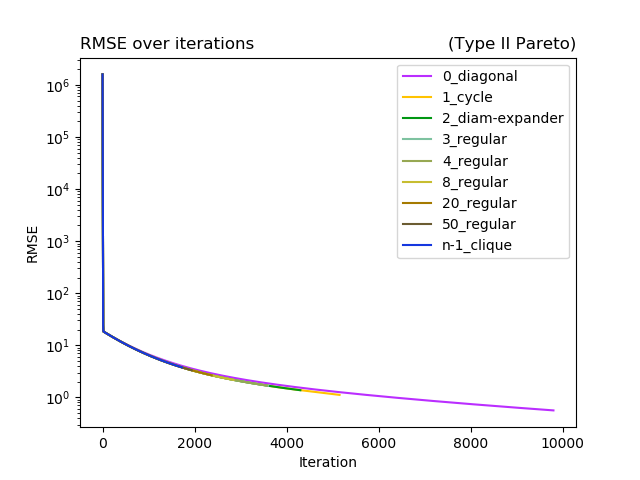 RMSE over iterations (Type II Pareto)
0_diagonal
1_cycle
2_diam-expander
3_regular
4_regular
8_regular
20_regular
50_regular
n-1_clique
RMSE
10^6
10^5
10^4
10^3
10^2
10^1
10^0
0 2000 4000 6000 8000 10000
Iteration